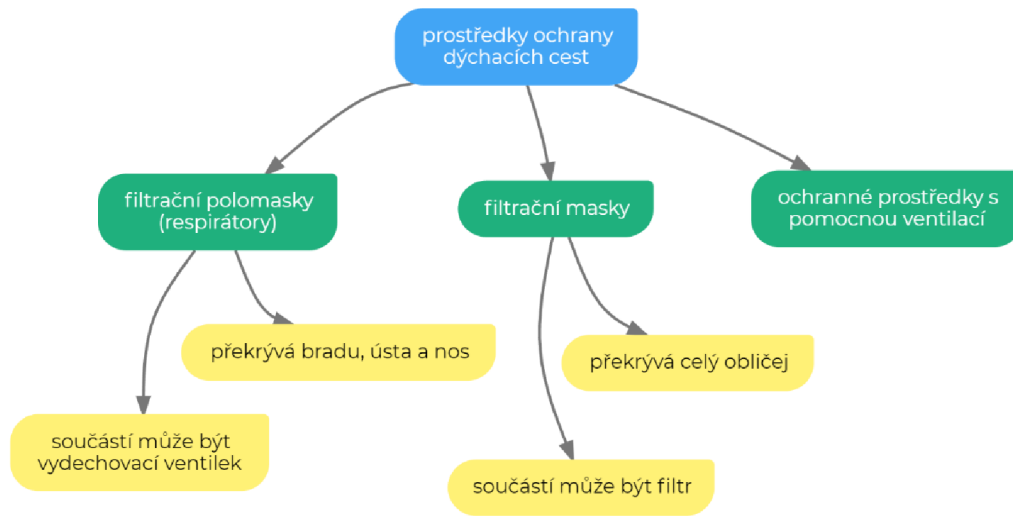 prostředky ochrany
dýchacích cest
filtrační polomasky
(respirátory)
filtrační masky
ochranné prostředky s
pomocnou ventilací
překrývá bradu, ústa a nos
překrývá celý obličej
součástí může být
vydechovací ventilek
součástí může být filtr